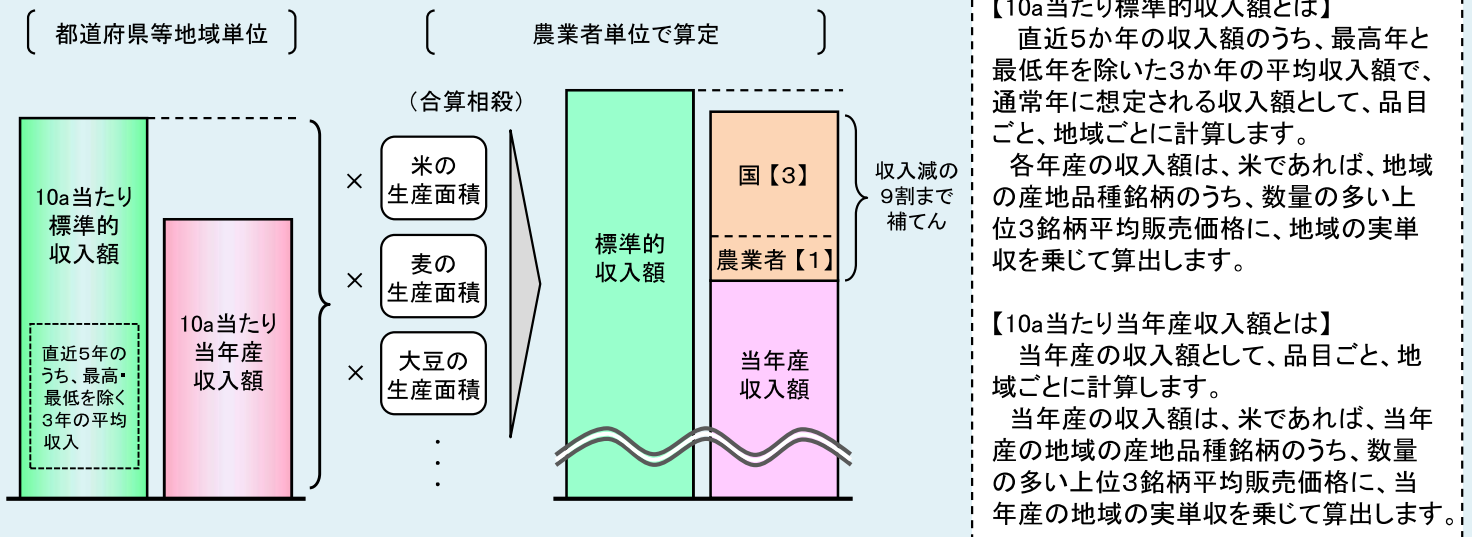 都道府県等地域単位
農業者単位で算定
(合算相殺)
10a当たり
標準的
収入額
直近5年の
うち、最高・
最低を除く
3年の平均
収入
10a当たり
当年産
収入額
×
米の
生産面積
×
麦の
生産面積
×
大豆の
生産面積
・
・
・
標準的
収入額
国【3】
農業者【1】
当年産
収入額
収入減の
9割まで
補てん
【10a当たり標準的収入額とは】
直近5か年の収入額のうち、最高年と
最低年を除いた3か年の平均収入額で、
通常年に想定される収入額として、品目
ごと、地域ごとに計算します。
各年産の収入額は、米であれば、地域
の産地品種銘柄のうち、数量の多い上
位3銘柄平均販売価格に、地域の実単
収を乗じて算出します。
【10a当たり当年産収入額とは】
当年産の収入額として、品目ごと、地
域ごとに計算します。
当年産の収入額は、米であれば、当年
産の地域の産地品種銘柄のうち、数量
の多い上位3銘柄平均販売価格に、当
年産の地域の実単収を乗じて算出します。